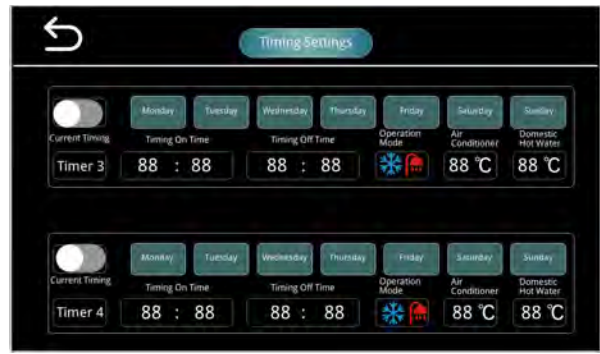 Timing Settings
Monday Tuesday Wednesday Thursday Friday Saturday Sunday
Current Timing Timing On Time Timing Off Time Operation Mode Air Conditioner Domestic Hot Water
Timer 3 88 : 88 88 : 88 88 ℃ 88 ℃
Monday Tuesday Wednesday Thursday Friday Saturday Sunday
Current Timing Timing On Time Timing Off Time Operation Mode Air Conditioner Domestic Hot Water
Timer 4 88 : 88 88 : 88 88 ℃ 88 ℃